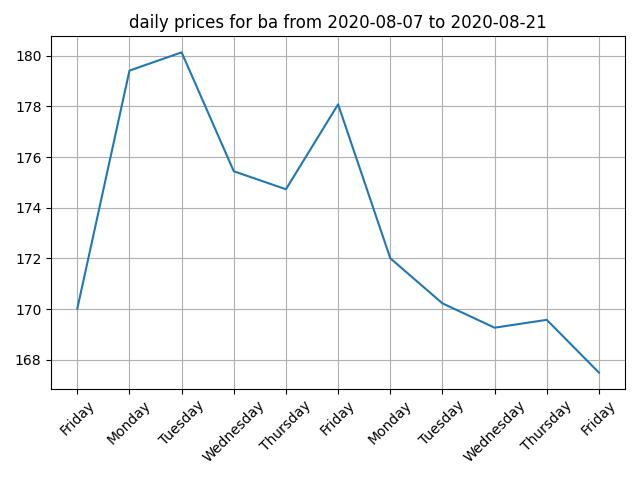 daily prices for ba from 2020-08-07 to 2020-08-21
180
178
176
174
172
170
168
Friday
Monday
Tuesday
Wednesday
Thursday
Friday
Monday
Tuesday
Wednesday
Thursday
Friday